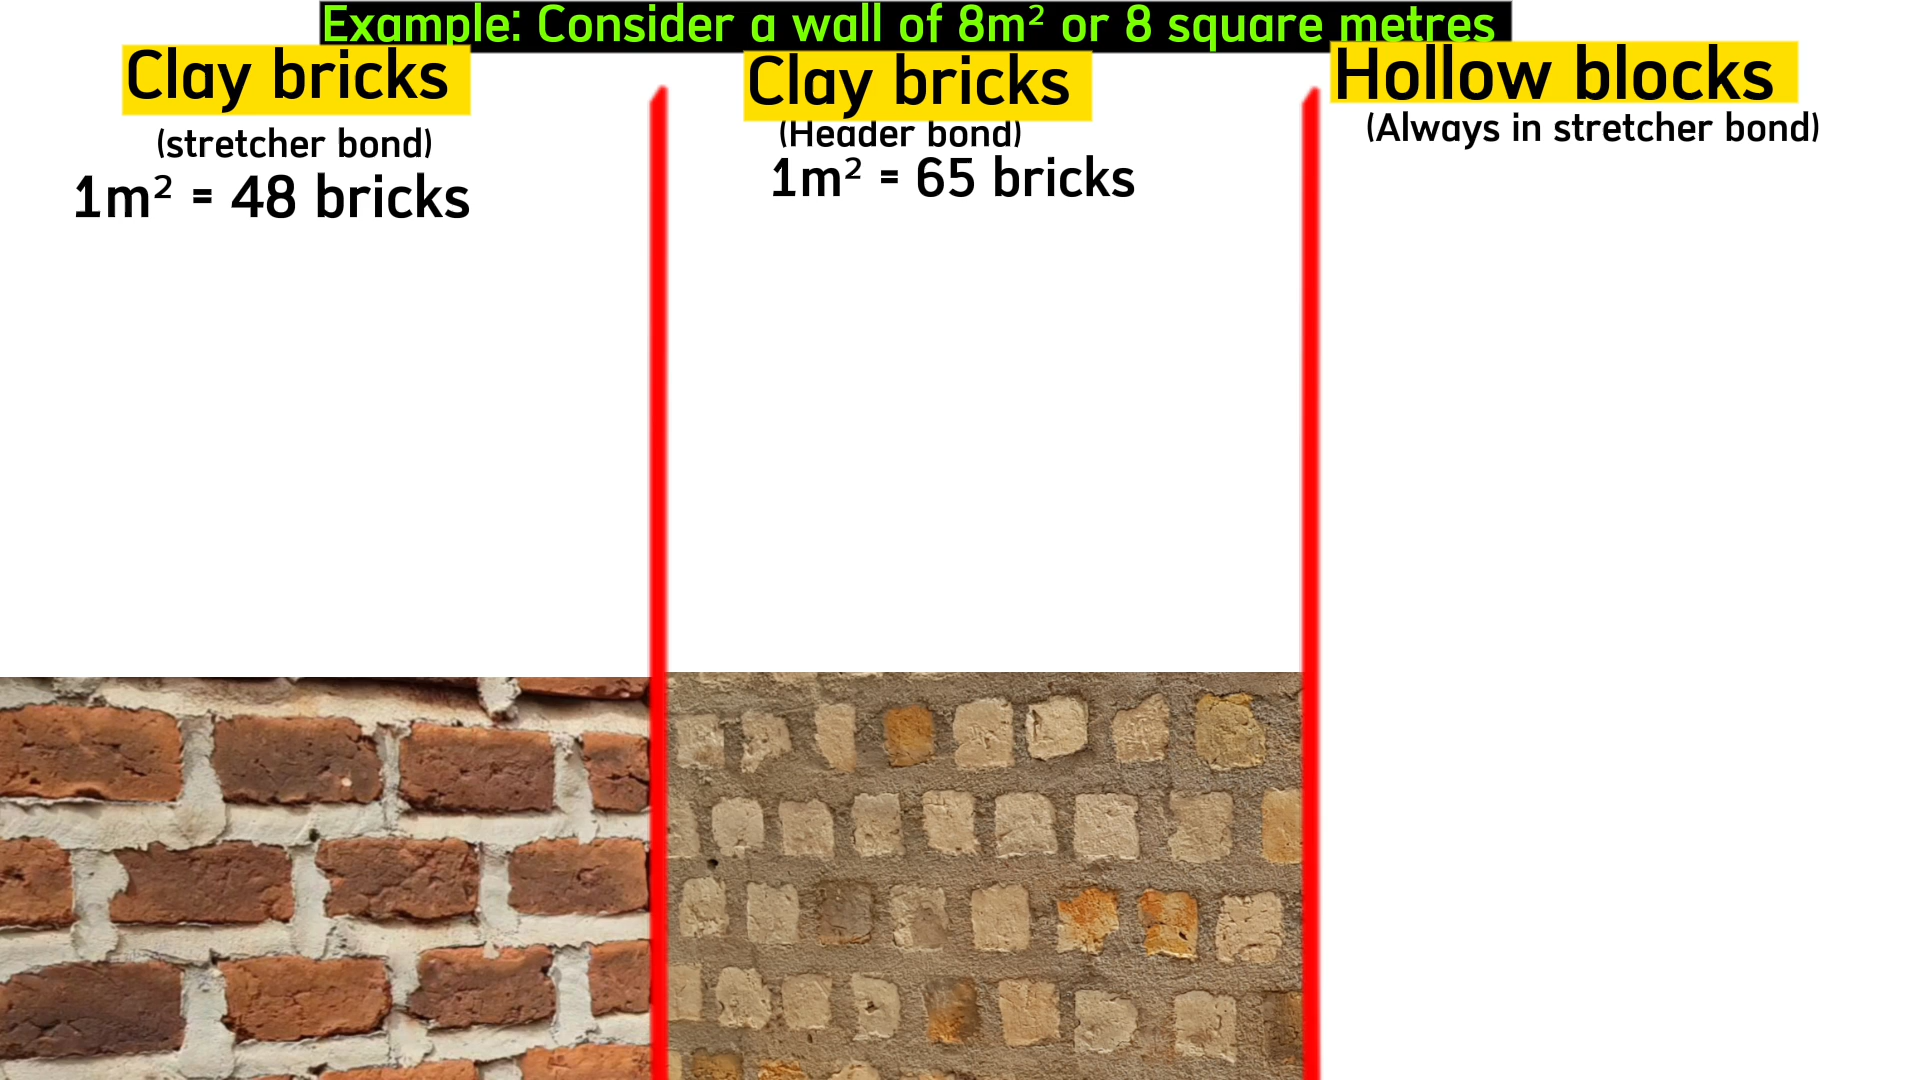 Example: Consider a wall of 8m² or 8 square metres
Clay bricks
(stretcher bond)
1m² = 48 bricks
Clay bricks
(Header bond)
1m² = 65 bricks
Hollow blocks
(Always in stretcher bond)